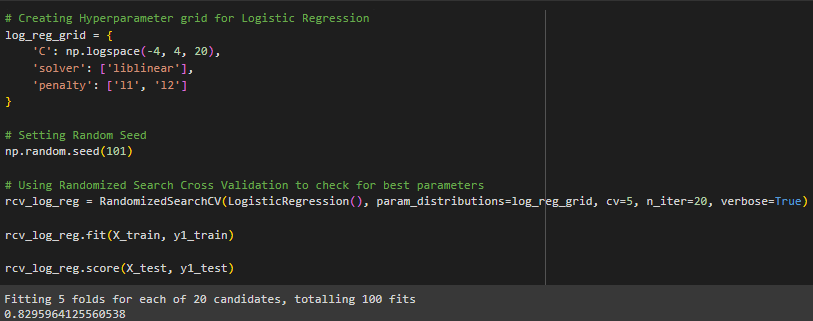 # Creating Hyperparameter grid for Logistic Regression
log_reg_grid = {
    'C': np.logspace(-4, 4, 20),
    'solver': ['liblinear'],
    'penalty': ['l1', 'l2']
}
# Setting Random Seed
np.random.seed(101)
# Using Randomized Search Cross Validation to check for best parameters
rcv_log_reg = RandomizedSearchCV(LogisticRegression(), param_distributions=log_reg_grid, cv=5, n_iter=20, verbose=True)
rcv_log_reg.fit(X_train, y1_train)
rcv_log_reg.score(X_test, y1_test)
Fitting 5 folds for each of 20 candidates, totalling 100 fits
0.8295964125560538